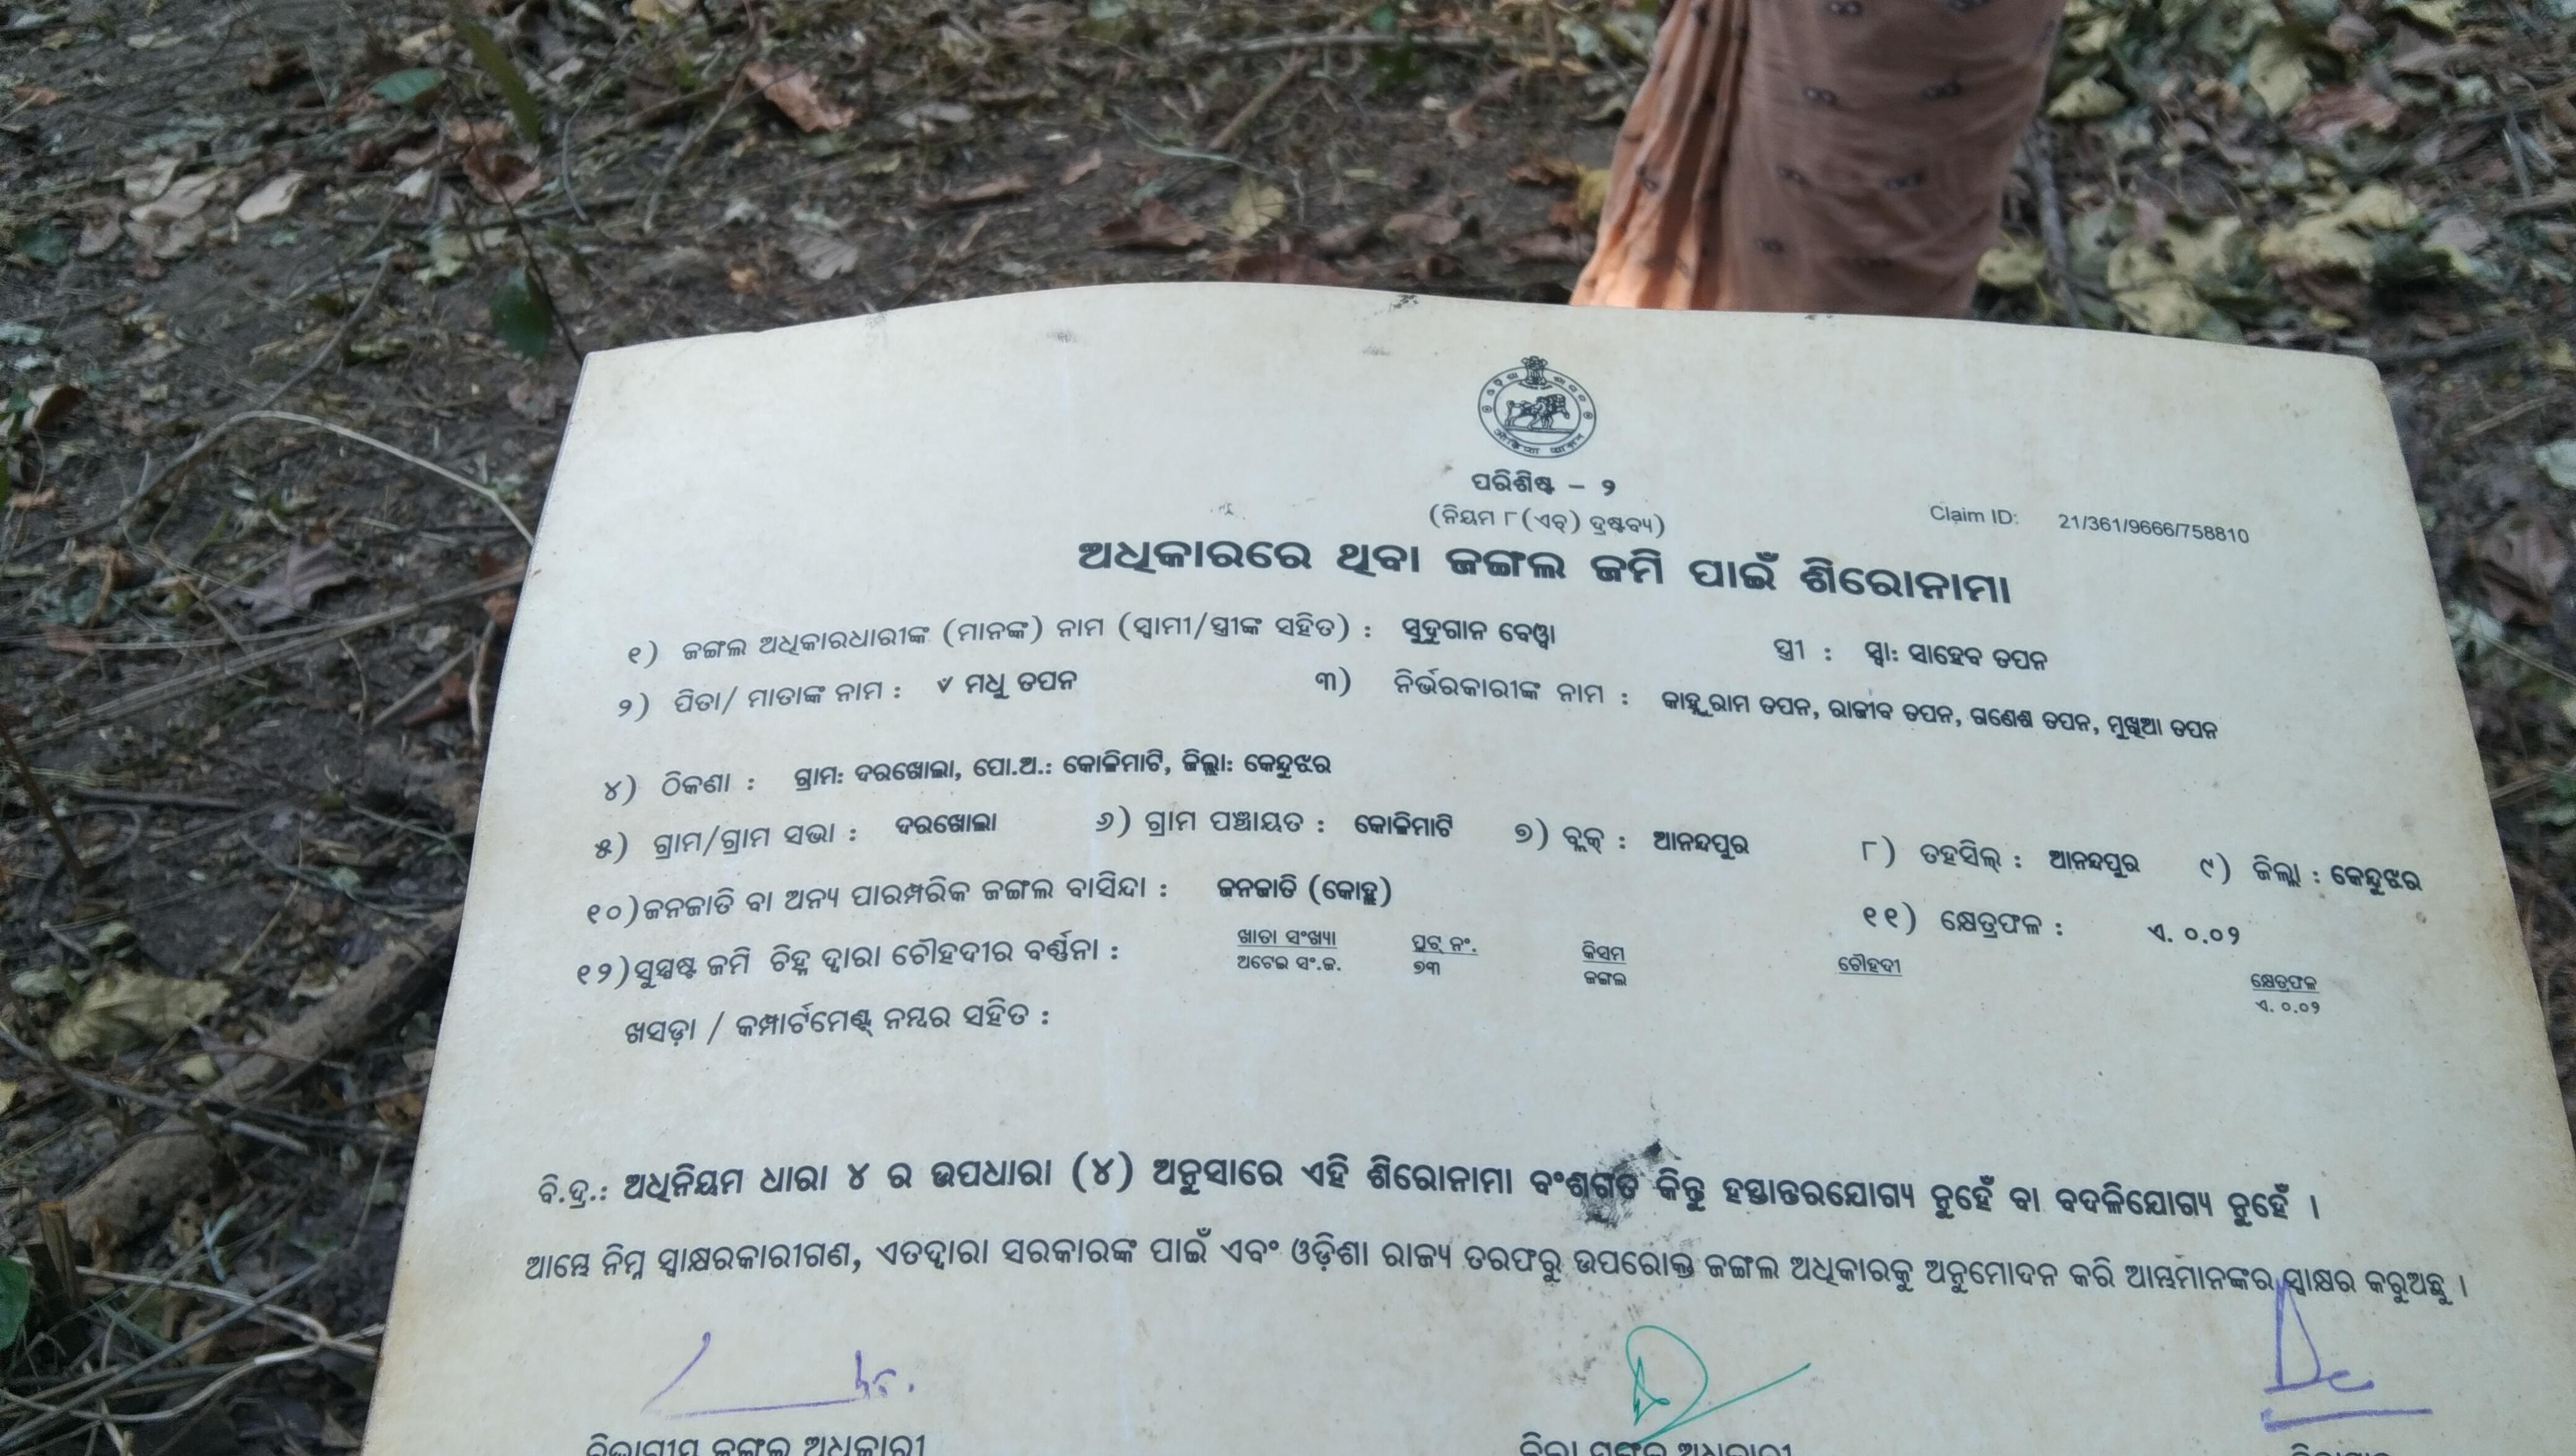 ପରିଶିଷ୍ଟ – ୨
(ନିୟମ ୮(ଏଚ୍) ଦ୍ରଷ୍ଟବ୍ୟ)
Claim ID: 21/361/9666/758810
ଅଧିକାରରେ ଥିବା ଜଙ୍ଗଲ ଜମି ପାଇଁ ଶିରୋନାମା
୧) ଜଙ୍ଗଲ ଅଧିକାରଧାରୀଙ୍କ (ମାନଙ୍କ) ନାମ (ସ୍ୱାମୀ/ସ୍ତ୍ରୀଙ୍କ ସହିତ) : ସୁଦୁଗାନ ବେଓ୍ବା ସ୍ତ୍ରୀ : ସ୍ୱା: ସାହେବ ତପନ
୨) ପିତା/ ମାତାଙ୍କ ନାମ : ମଧୁ ତପନ ୩) ନିର୍ଭରକାରୀଙ୍କ ନାମ : କାହ୍ନୁରାମ ତପନ, ରାଜୀବ ତପନ, ଗଣେଶ ତପନ, ମୁଖିଆ ତପନ
୪) ଠିକଣା : ଗ୍ରାମ: ଦରଖୋଲା, ପୋ.ଅ.: କୋଳିମାଟି, ଜିଲ୍ଲା: କେନ୍ଦୁଝର
୫) ଗ୍ରାମ/ଗ୍ରାମ ସଭା : ଦରଖୋଲା ୬) ଗ୍ରାମ ପଞ୍ଚାୟତ : କୋଳିମାଟି ୭) ବ୍ଲକ୍ : ଆନନ୍ଦପୁର ୮) ତହସିଲ୍ : ଆନନ୍ଦପୁର ୯) ଜିଲ୍ଲା : କେନ୍ଦୁଝର
୧୦)ଜନଜାତି ବା ଅନ୍ୟ ପାରମ୍ପରିକ ଜଙ୍ଗଲ ବାସିନ୍ଦା : ଜନଜାତି (କୋହ୍ଲ) ୧୧) କ୍ଷେତ୍ରଫଳ : ଏ. ୦.୦୨
୧୨)ସୁସ୍ପଷ୍ଟ ଜମି ଚିହ୍ନ ଦ୍ୱାରା ଚୌହଦୀର ବର୍ଣ୍ଣନା : ଖାତା ସଂଖ୍ୟା ପ୍ଲଟ୍ ନଂ. କିସମ ଚୌହଦୀ କ୍ଷେତ୍ରଫଳ
ଅଟେଇ ସଂ.ଜ. ୭୩ ଜଙ୍ଗଲ ଏ. ୦.୦୨
ଖସଡ଼ା / କମ୍ପାର୍ଟମେଣ୍ଟ୍ ନମ୍ବର ସହିତ :
ବି.ଦ୍ର.: ଅଧିନିୟମ ଧାରା ୪ ର ଉପଧାରା (୪) ଅନୁସାରେ ଏହି ଶିରୋନାମା ବଂଶଗତ କିନ୍ତୁ ହସ୍ତାନ୍ତରଯୋଗ୍ୟ ନୁହେଁ ବା ବଦଳିଯୋଗ୍ୟ ନୁହେଁ ।
ଆମ୍ଭେ ନିମ୍ନ ସ୍ୱାକ୍ଷରକାରୀଗଣ, ଏତଦ୍ୱାରା ସରକାରଙ୍କ ପାଇଁ ଏବଂ ଓଡ଼ିଶା ରାଜ୍ୟ ତରଫରୁ ଉପରୋକ୍ତ ଜଙ୍ଗଲ ଅଧିକାରକୁ ଅନୁମୋଦନ କରି ଆମ୍ଭମାନଙ୍କର ସ୍ୱାକ୍ଷର କରୁଅଛୁ ।
ବିଭାଗୀୟ ଜଙ୍ଗଲ ଅଧିକାରୀ